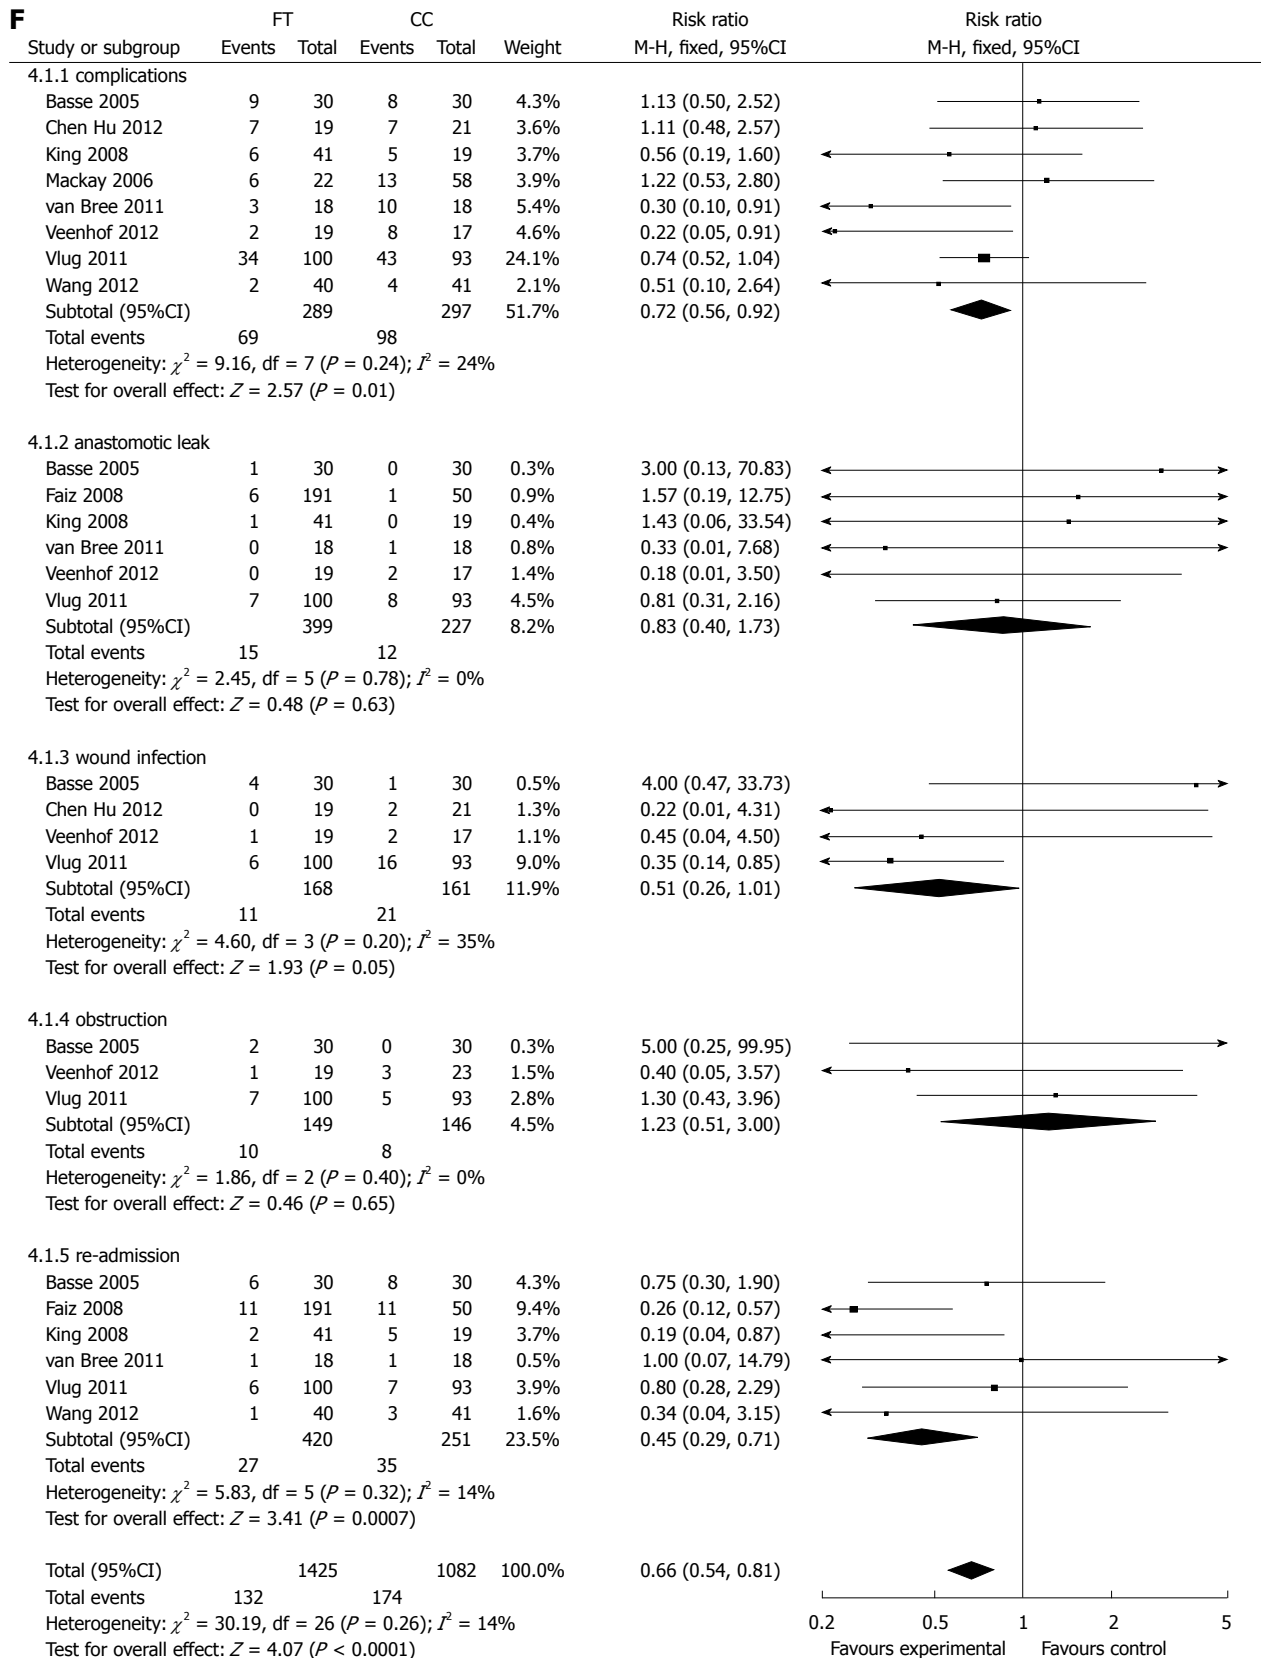 F
FT CC Risk ratio Risk ratio
Study or subgroup Events Total Events Total Weight M-H, fixed, 95%CI M-H, fixed, 95%CI
4.1.1 complications
Basse 2005 9 30 8 30 4.3% 1.13 (0.50, 2.52)
Chen Hu 2012 7 19 7 21 3.6% 1.11 (0.48, 2.57)
King 2008 6 41 5 19 3.7% 0.56 (0.19, 1.60)
Mackay 2006 6 22 13 58 3.9% 1.22 (0.53, 2.80)
van Bree 2011 3 18 10 18 5.4% 0.30 (0.10, 0.91)
Veenhof 2012 2 19 8 17 4.6% 0.22 (0.05, 0.91)
Vlug 2011 34 100 43 93 24.1% 0.74 (0.52, 1.04)
Wang 2012 2 40 4 41 2.1% 0.51 (0.10, 2.64)
Subtotal (95%CI) 289 297 51.7% 0.72 (0.56, 0.92)
Total events 69 98
Heterogeneity: χ² = 9.16, df = 7 (P = 0.24); I² = 24%
Test for overall effect: Z = 2.57 (P = 0.01)
4.1.2 anastomotic leak
Basse 2005 1 30 0 30 0.3% 3.00 (0.13, 70.83)
Faiz 2008 6 191 1 50 0.9% 1.57 (0.19, 12.75)
King 2008 1 41 0 19 0.4% 1.43 (0.06, 33.54)
van Bree 2011 0 18 1 18 0.8% 0.33 (0.01, 7.68)
Veenhof 2012 0 19 2 17 1.4% 0.18 (0.01, 3.50)
Vlug 2011 7 100 8 93 4.5% 0.81 (0.31, 2.16)
Subtotal (95%CI) 399 227 8.2% 0.83 (0.40, 1.73)
Total events 15 12
Heterogeneity: χ² = 2.45, df = 5 (P = 0.78); I² = 0%
Test for overall effect: Z = 0.48 (P = 0.63)
4.1.3 wound infection
Basse 2005 4 30 1 30 0.5% 4.00 (0.47, 33.73)
Chen Hu 2012 0 19 2 21 1.3% 0.22 (0.01, 4.31)
Veenhof 2012 1 19 2 17 1.1% 0.45 (0.04, 4.50)
Vlug 2011 6 100 16 93 9.0% 0.35 (0.14, 0.85)
Subtotal (95%CI) 168 161 11.9% 0.51 (0.26, 1.01)
Total events 11 21
Heterogeneity: χ² = 4.60, df = 3 (P = 0.20); I² = 35%
Test for overall effect: Z = 1.93 (P = 0.05)
4.1.4 obstruction
Basse 2005 2 30 0 30 0.3% 5.00 (0.25, 99.95)
Veenhof 2012 1 19 3 23 1.5% 0.40 (0.05, 3.57)
Vlug 2011 7 100 5 93 2.8% 1.30 (0.43, 3.96)
Subtotal (95%CI) 149 146 4.5% 1.23 (0.51, 3.00)
Total events 10 8
Heterogeneity: χ² = 1.86, df = 2 (P = 0.40); I² = 0%
Test for overall effect: Z = 0.46 (P = 0.65)
4.1.5 re-admission
Basse 2005 6 30 8 30 4.3% 0.75 (0.30, 1.90)
Faiz 2008 11 191 11 50 9.4% 0.26 (0.12, 0.57)
King 2008 2 41 5 19 3.7% 0.19 (0.04, 0.87)
van Bree 2011 1 18 1 18 0.5% 1.00 (0.07, 14.79)
Vlug 2011 6 100 7 93 3.9% 0.80 (0.28, 2.29)
Wang 2012 1 40 3 41 1.6% 0.34 (0.04, 3.15)
Subtotal (95%CI) 420 251 23.5% 0.45 (0.29, 0.71)
Total events 27 35
Heterogeneity: χ² = 5.83, df = 5 (P = 0.32); I² = 14%
Test for overall effect: Z = 3.41 (P = 0.0007)
Total (95%CI) 1425 1082 100.0% 0.66 (0.54, 0.81)
Total events 132 174
Heterogeneity: χ² = 30.19, df = 26 (P = 0.26); I² = 14%
0.2 0.5 1 2 5
Test for overall effect: Z = 4.07 (P < 0.0001)
Favours experimental Favours control